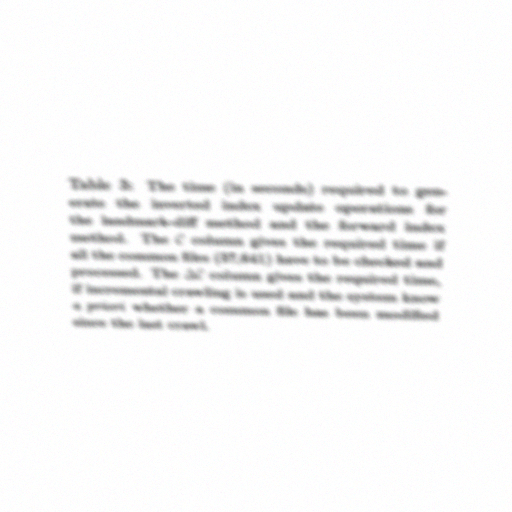 Table 3: The time (in seconds) required to gen-
erate the inverted index update operations for
the landmark-diff method and the forward index
method. The C column gives the required time if
all the common files (37,641) have to be checked and
processed. The ΔC column gives the required time,
if incremental crawling is used and the system know
a priori whether a common file has been modified
since the last crawl.